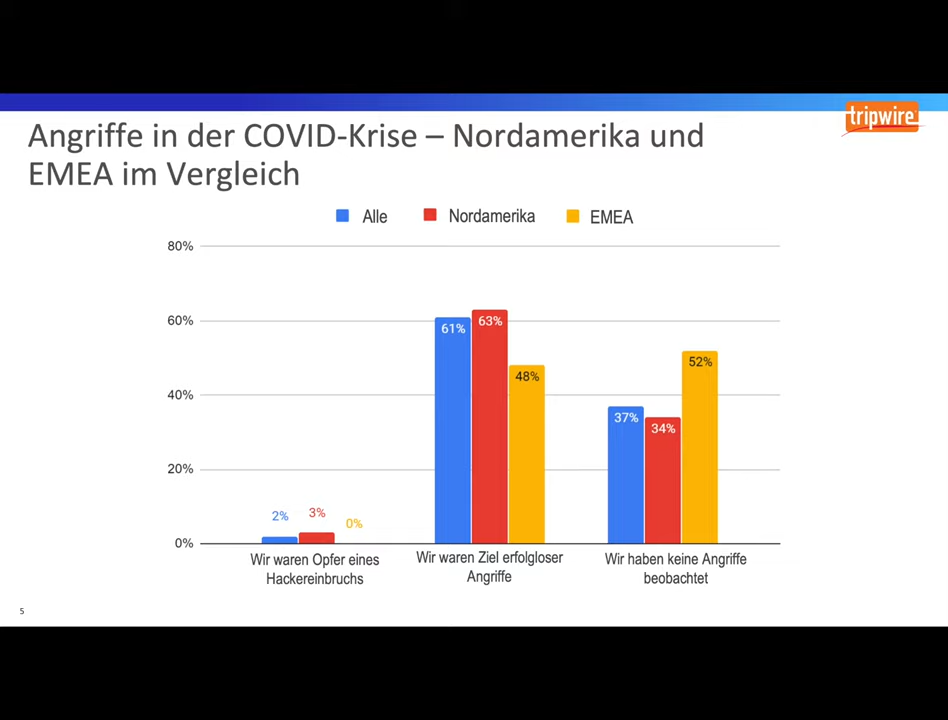 tripwire
Angriffe in der COVID-Krise – Nordamerika und
EMEA im Vergleich
Alle Nordamerika EMEA
80%
60%
40%
20%
0%
2% 3% 0%
61% 63% 48%
37% 34% 52%
Wir waren Opfer eines
Hackereinbruchs
Wir waren Ziel erfolgloser
Angriffe
Wir haben keine Angriffe
beobachtet
5